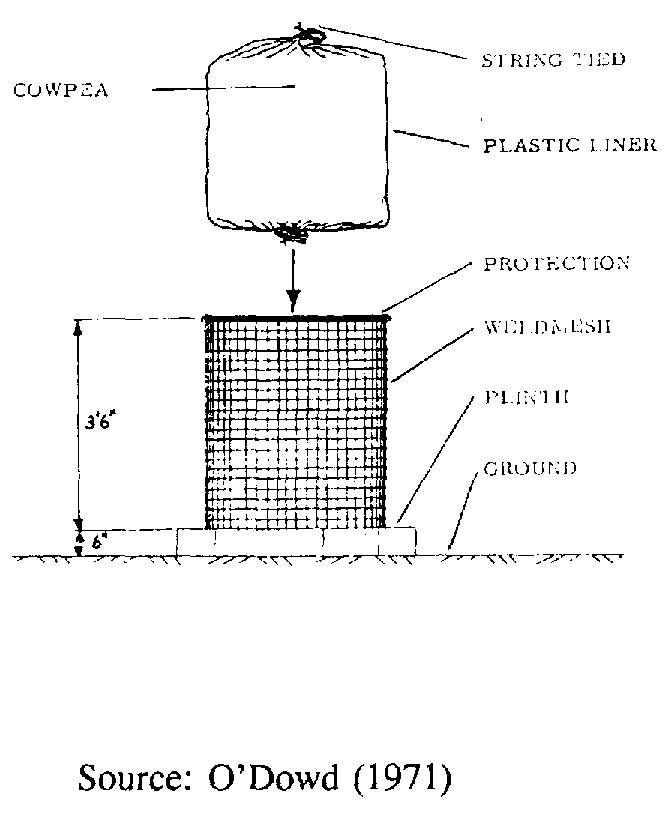 STRING TIED
COWPEA
PLASTIC LINER
PROTECTION
WELDMESH
PLINTH
3'6"
GROUND
6"
Source: O'Dowd (1971)